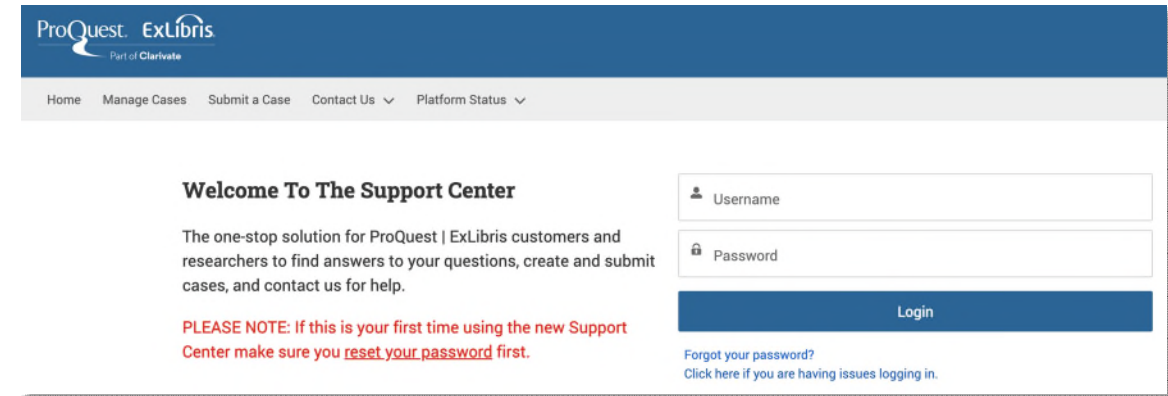 ProQuest. ExLibris.
Part of Clarivate
Home Manage Cases Submit a Case Contact Us Platform Status
Welcome To The Support Center
The one-stop solution for ProQuest | ExLibris customers and
researchers to find answers to your questions, create and submit
cases, and contact us for help.
PLEASE NOTE: If this is your first time using the new Support
Center make sure you reset your password first.
Username
Password
Login
Forgot your password?
Click here if you are having issues logging in.